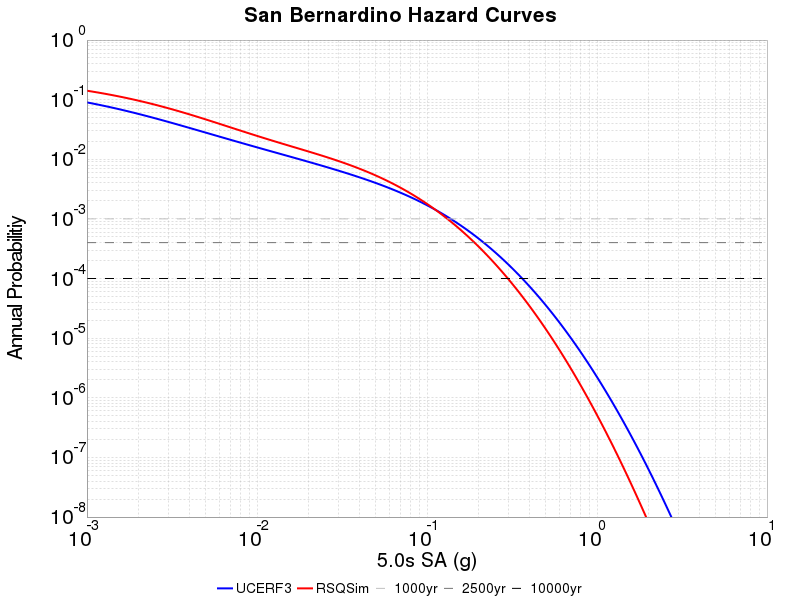 San Bernardino Hazard Curves
10^0
10^-1
10^-2
10^-3
10^-4
10^-5
10^-6
10^-7
10^-8
Annual Probability
10^-3 10^-2 10^-1 10^0 10^1
5.0s SA (g)
UCERF3 RSQSim 1000yr 2500yr 10000yr